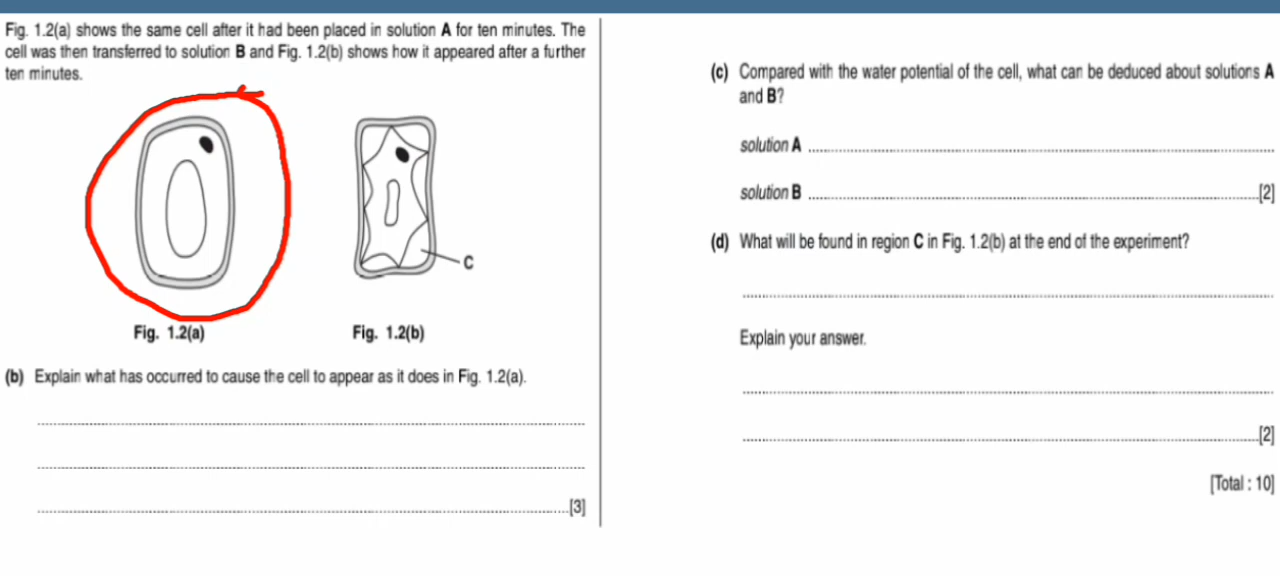 Fig. 1.2(a) shows the same cell after it had been placed in solution A for ten minutes. The
cell was then transferred to solution B and Fig. 1.2(b) shows how it appeared after a further
ten minutes.
C
Fig. 1.2(a)
Fig. 1.2(b)
(b) Explain what has occurred to cause the cell to appear as it does in Fig. 1.2(a).
[3]
(c) Compared with the water potential of the cell, what can be deduced about solutions A
and B?
solution A
solution B [2]
(d) What will be found in region C in Fig. 1.2(b) at the end of the experiment?
Explain your answer.
[2]
[Total : 10]